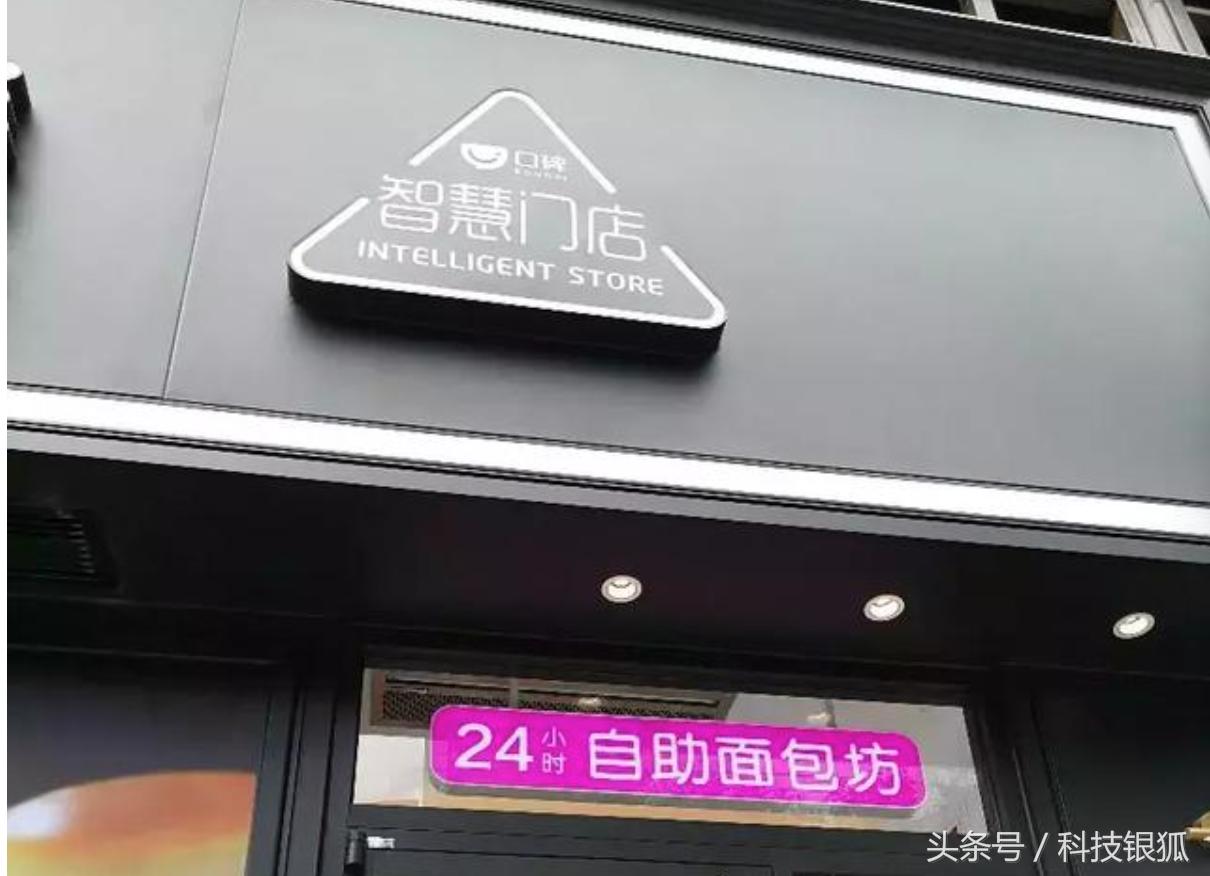 口碑
KOUBEI
智慧门店
INTELLIGENT STORE
24小时 自助面包坊
头条号 / 科技银狐